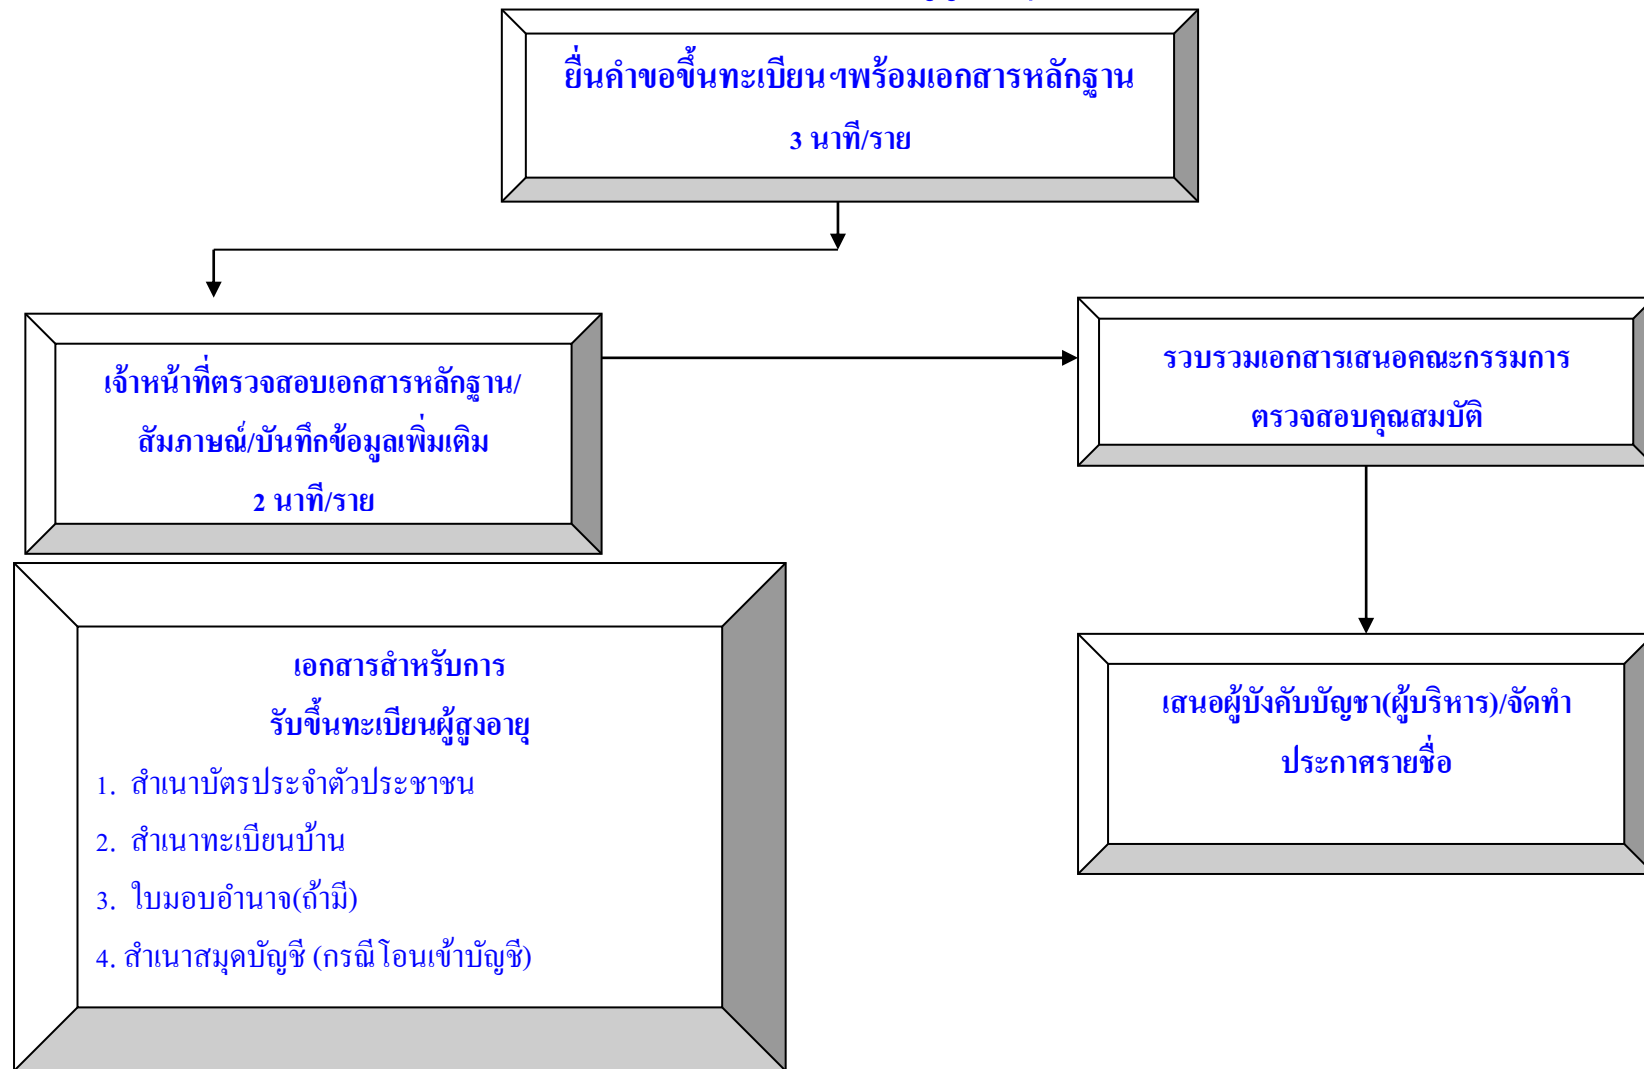 ยื่นคำขอขึ้นทะเบียนฯพร้อมเอกสารหลักฐาน
3 นาที/ราย
เจ้าหน้าที่ตรวจสอบเอกสารหลักฐาน/
สัมภาษณ์/บันทึกข้อมูลเพิ่มเติม
2 นาที/ราย
รวบรวมเอกสารเสนอคณะกรรมการ
ตรวจสอบคุณสมบัติ
เอกสารสำหรับการ
รับขึ้นทะเบียนผู้สูงอายุ
1. สำเนาบัตรประจำตัวประชาชน
2. สำเนาทะเบียนบ้าน
3. ใบมอบอำนาจ(ถ้ามี)
4. สำเนาสมุดบัญชี (กรณีโอนเข้าบัญชี)
เสนอผู้บังคับบัญชา(ผู้บริหาร)/จัดทำ
ประกาศรายชื่อ